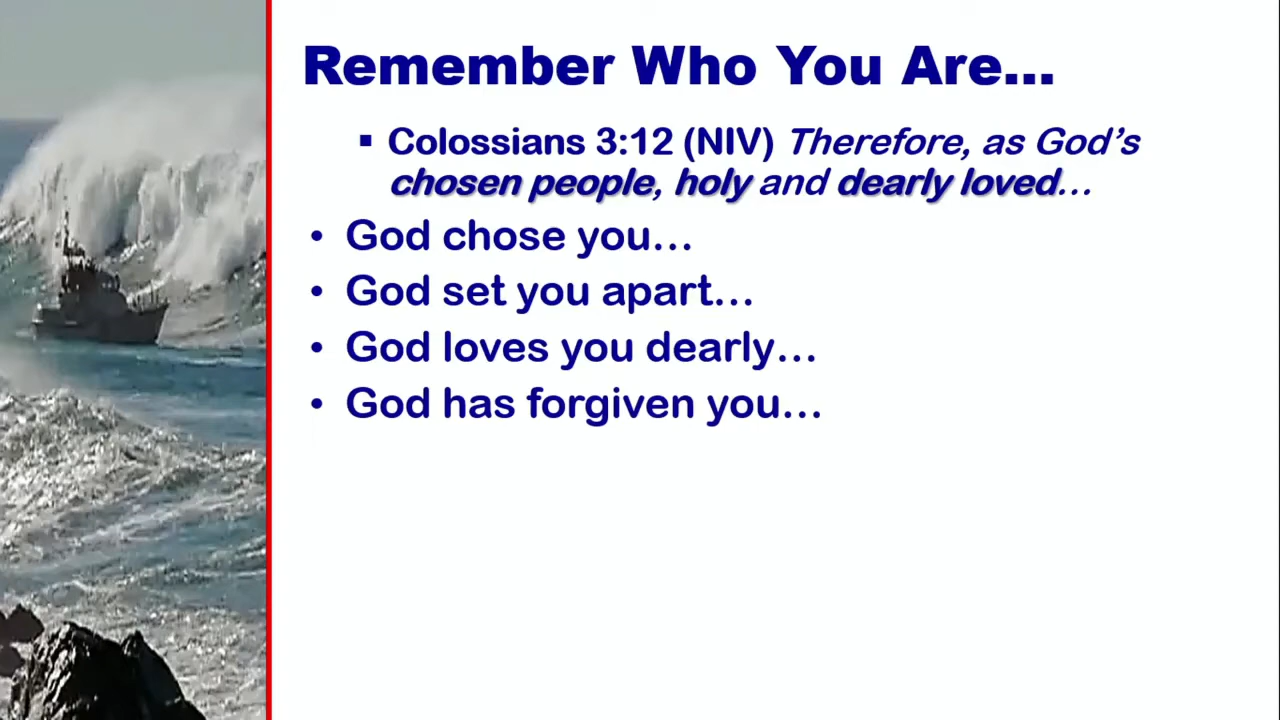 Remember Who You Are...
▪ Colossians 3:12 (NIV) Therefore, as God’s
chosen people, holy and dearly loved…
• God chose you…
• God set you apart…
• God loves you dearly…
• God has forgiven you…